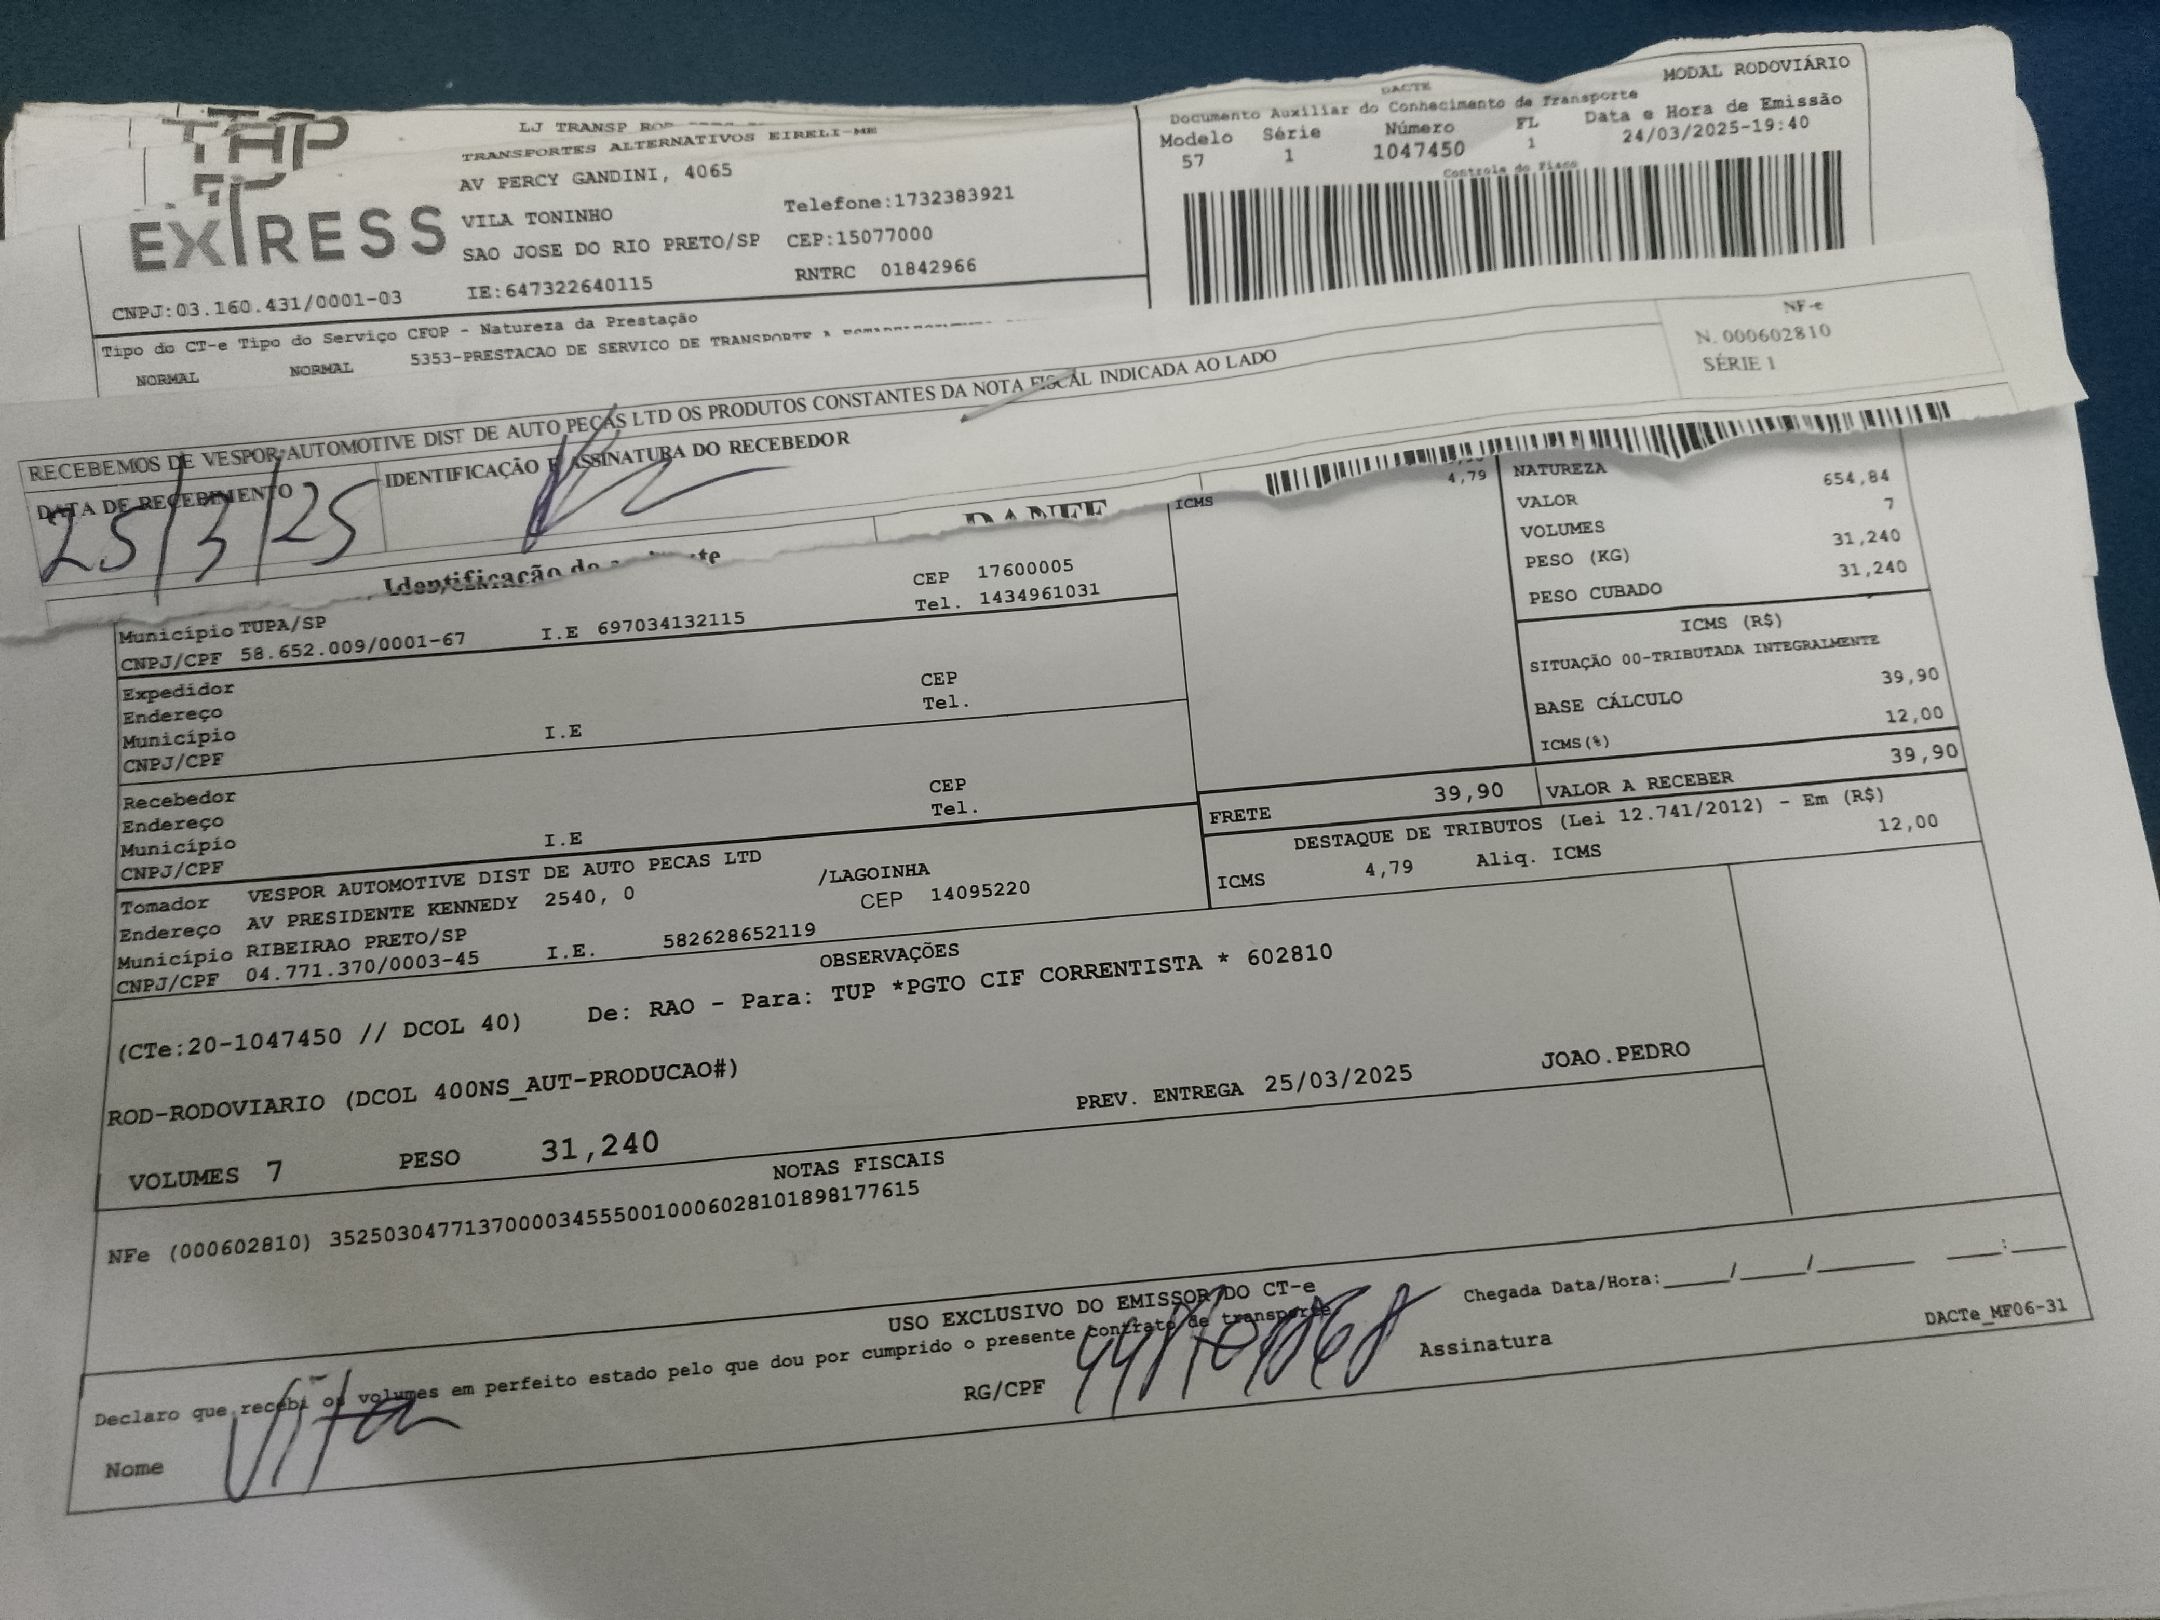 EXPRESS
LJ TRANSP
TRANSPORTES ALTERNATIVOS EIRELI-ME
AV PERCY GANDINI, 4065
VILA TONINHO Telefone:1732383921
SAO JOSE DO RIO PRETO/SP CEP:15077000
CNPJ:03.160.431/0001-03 IE:647322640115 RNTRC 01842966
DACTE
MODAL RODOVIÁRIO
Documento Auxiliar do Conhecimento de Transporte
Modelo Série Número FL Data e Hora de Emissão
57 1 1047450 1 24/03/2025-19:40
Controle do Fisco
Tipo do CT-e Tipo do Serviço CFOP - Natureza da Prestação
NORMAL NORMAL 5353-PRESTACAO DE SERVICO DE TRANSPORTE A
NF-e
N. 000602810
SÉRIE 1
RECEBEMOS DE VESPOR AUTOMOTIVE DIST DE AUTO PEÇAS LTD OS PRODUTOS CONSTANTES DA NOTA FISCAL INDICADA AO LADO
DATA DE RECEBIMENTO IDENTIFICAÇÃO E ASSINATURA DO RECEBEDOR
25/3/25
Identificação do
DANFE
ICMS 4,79
NATUREZA
VALOR 654,84
VOLUMES 7
PESO (KG) 31,240
PESO CUBADO 31,240
ICMS (R$)
SITUAÇÃO 00-TRIBUTADA INTEGRALMENTE
BASE CÁLCULO 39,90
ICMS(%) 12,00
CEP 17600005
Município TUPA/SP Tel. 1434961031
CNPJ/CPF 58.652.009/0001-67 I.E 697034132115
Expedidor CEP
Endereço Tel.
Município I.E
CNPJ/CPF
Recebedor CEP
Endereço Tel.
Município I.E
CNPJ/CPF
FRETE 39,90 VALOR A RECEBER 39,90
DESTAQUE DE TRIBUTOS (Lei 12.741/2012) - Em (R$)
ICMS 4,79 Aliq. ICMS 12,00
Tomador VESPOR AUTOMOTIVE DIST DE AUTO PECAS LTD
Endereço AV PRESIDENTE KENNEDY 2540, 0 /LAGOINHA
Município RIBEIRAO PRETO/SP CEP 14095220
CNPJ/CPF 04.771.370/0003-45 I.E. 582628652119
OBSERVAÇÕES
(CTe:20-1047450 // DCOL 40) De: RAO - Para: TUP *PGTO CIF CORRENTISTA * 602810
ROD-RODOVIARIO (DCOL 400NS_AUT-PRODUCAO#)
PREV. ENTREGA 25/03/2025 JOAO.PEDRO
VOLUMES 7 PESO 31,240
NOTAS FISCAIS
NFe (000602810) 35250304771370000345550010006028101898177615
USO EXCLUSIVO DO EMISSOR DO CT-e
Declaro que recebi os volumes em perfeito estado pelo que dou por cumprido o presente contrato de transporte
Chegada Data/Hora:_____/_____/_______ ____:____
Nome RG/CPF Assinatura
DACTe_MF06-31